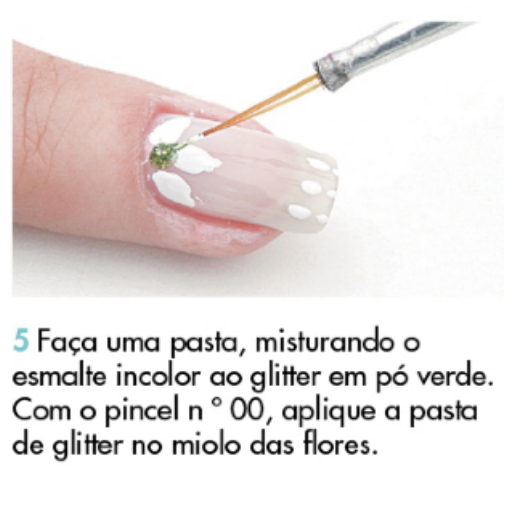 5 Faça uma pasta, misturando o
esmalte incolor ao glitter em pó verde.
Com o pincel n ° 00, aplique a pasta
de glitter no miolo das flores.